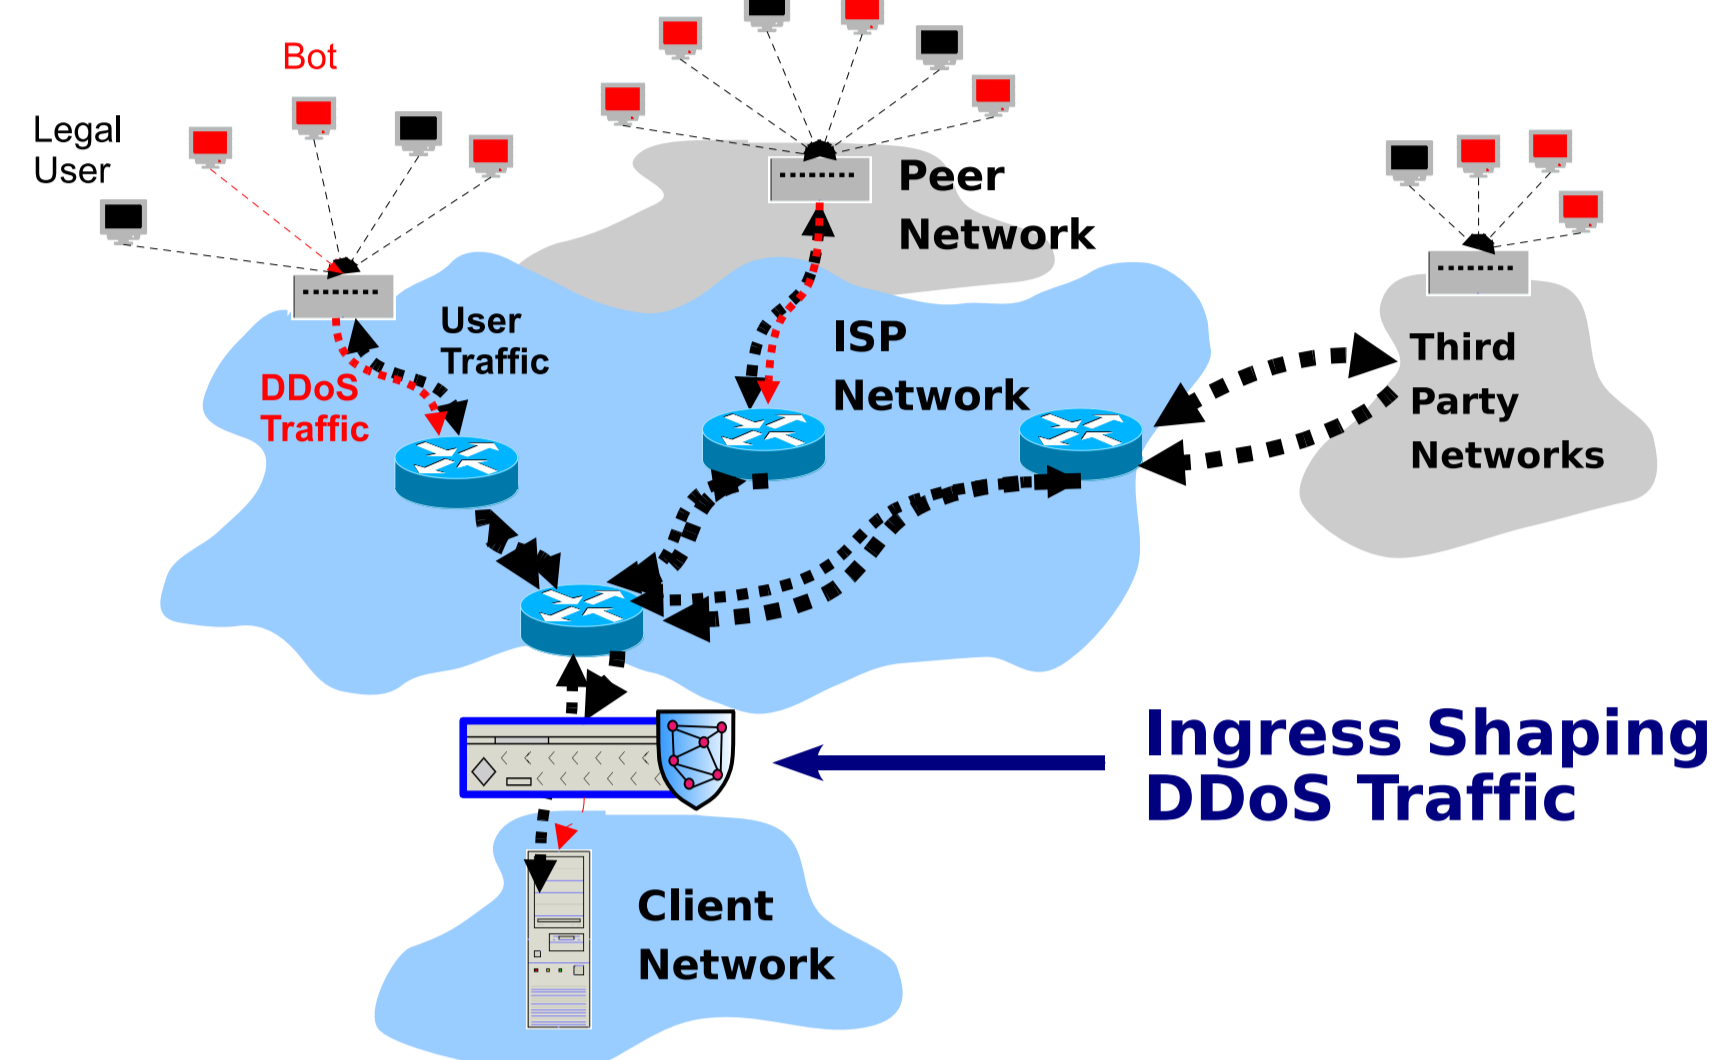 Bot
Legal
User
Peer
Network
User
Traffic
ISP
Network
DDoS
Traffic
Third
Party
Networks
Ingress Shaping
DDoS Traffic
Client
Network